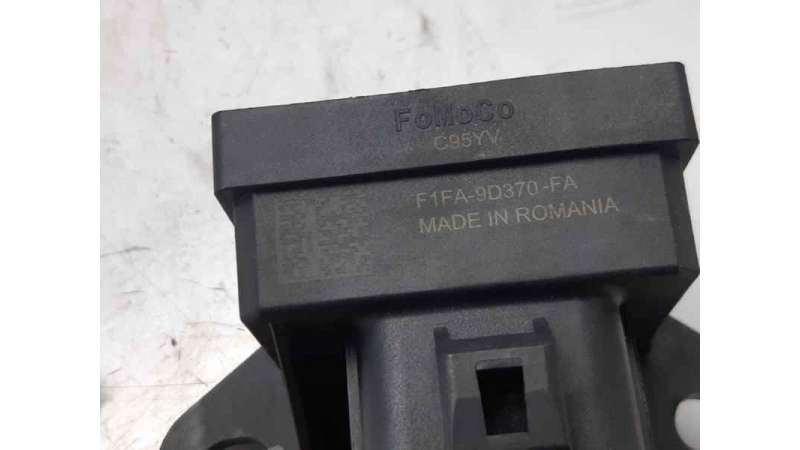 FoMoCo
C95YV
F1FA-9D370-FA
MADE IN ROMANIA